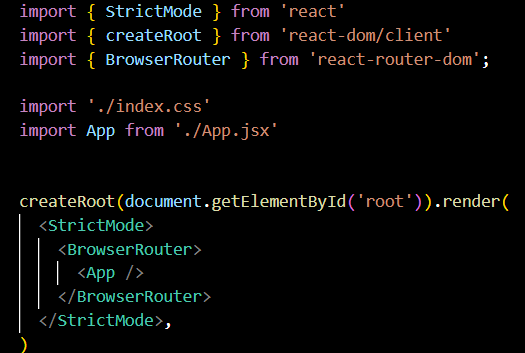 import { StrictMode } from 'react'
import { createRoot } from 'react-dom/client'
import { BrowserRouter } from 'react-router-dom';
import './index.css'
import App from './App.jsx'
createRoot(document.getElementById('root')).render(
<StrictMode>
<BrowserRouter>
<App />
</BrowserRouter>
</StrictMode>,
)